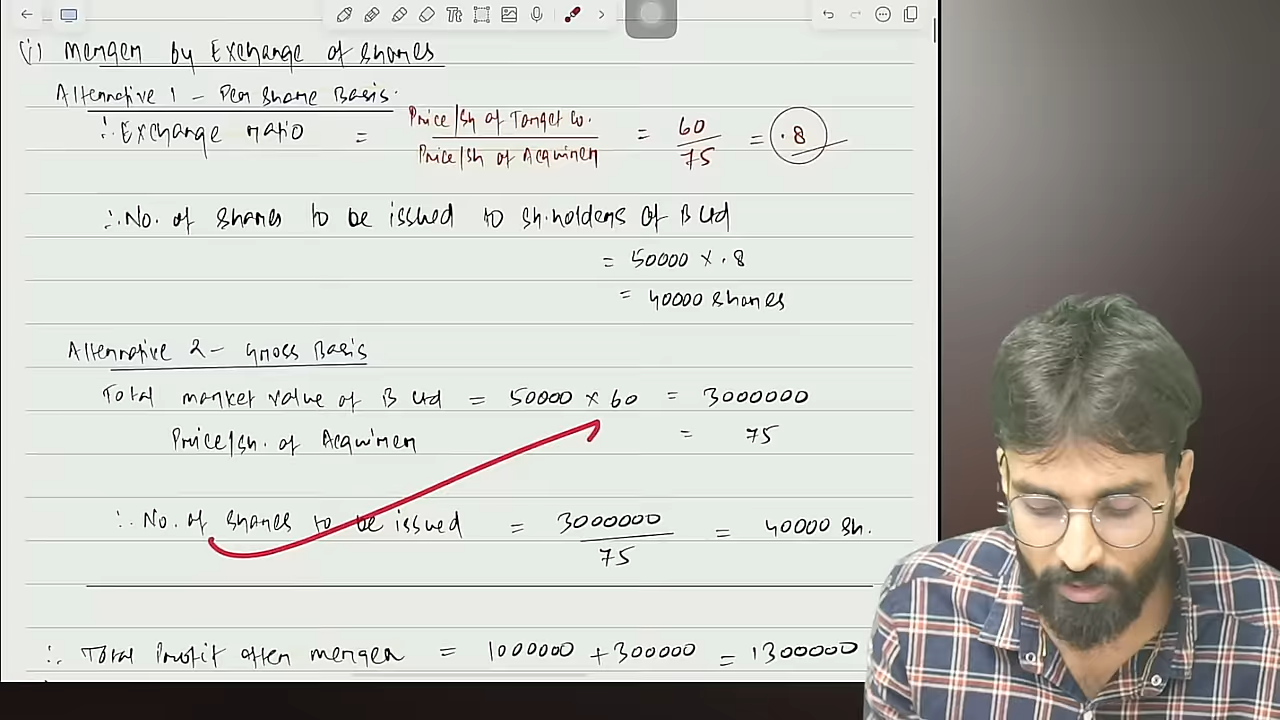 (i) Merger by Exchange of shares
Alternative 1 - Per Share Basis.
∴ Exchange ratio = Price/Sh of Target Co. / Price/Sh of Acquirer = 60/75 = .8
∴ No. of shares to be issued to sh.holders of B Ltd
= 50000 × .8
= 40000 shares
Alternative 2 - Gross Basis
Total market value of B Ltd = 50000 × 60 = 3000000
Price/sh. of Acquirer = 75
∴ No. of shares to be issued = 3000000/75 = 40000 sh.
∴ Total Profit after merger = 1000000 + 300000 = 1300000